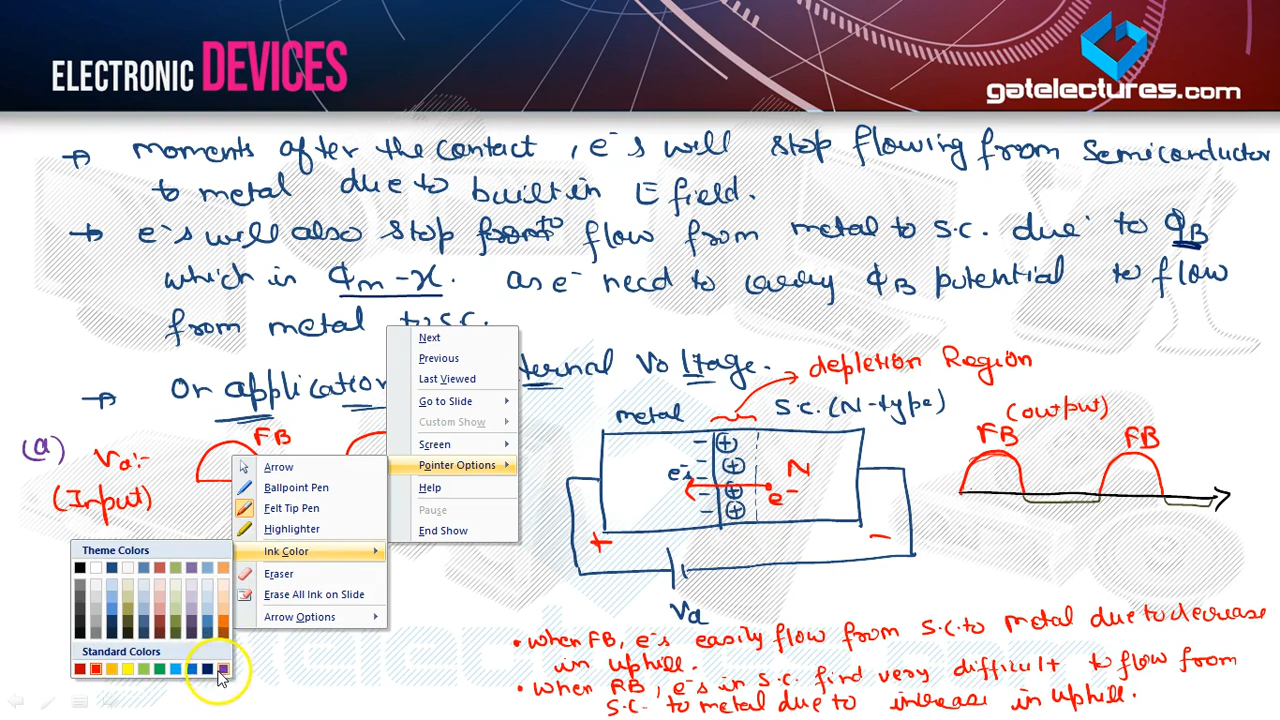 ELECTRONIC DEVICES
gatelectures.com
→ moments after the contact, e⁻s will stop flowing from Semiconductor
to metal due to built in E field.
→ e⁻s will also stop to flow from metal to S.C. due to φB
which in φm - x. as e⁻ need to carry φB potential to flow
from metal to S.C.
→ On application ternal Voltage.
depletion Region
metal S.C. (N-type)
(output)
(a) Va:-
(Input)
FB
FB FB
e⁻s N
e⁻
+ -
Va
• when FB, e⁻s easily flow from S.C. to metal due to decrease
in uphill.
• When RB, e⁻s in S.C. find very difficult to flow from
S.C. to metal due to increase in uphill.
Next
Previous
Last Viewed
Go to Slide
Custom Show
Screen
Pointer Options
Help
Pause
End Show
Arrow
Ballpoint Pen
Felt Tip Pen
Highlighter
Ink Color
Eraser
Erase All Ink on Slide
Arrow Options
Theme Colors
Standard Colors